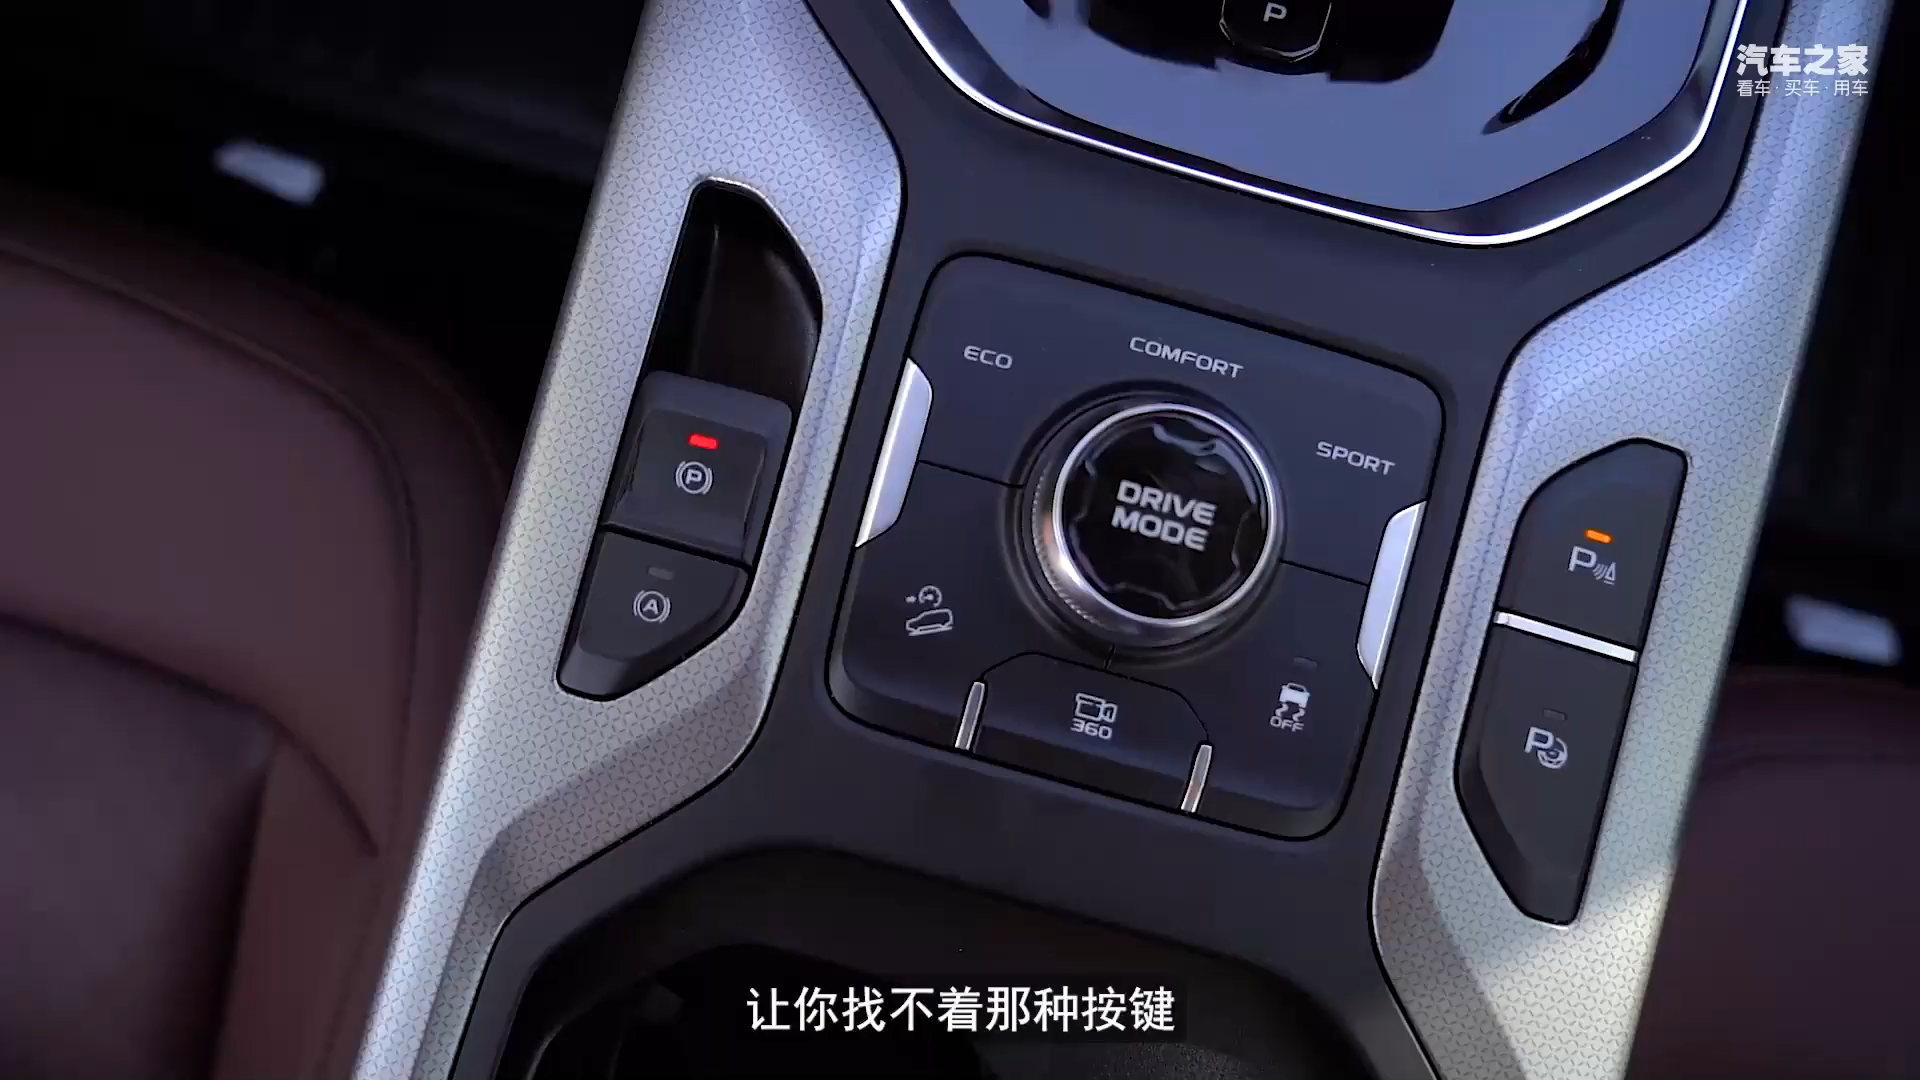 P
汽车之家
看车·买车·用车
ECO
COMFORT
SPORT
DRIVE
MODE
P
A
P
360
OFF
P
让你找不着那种按键